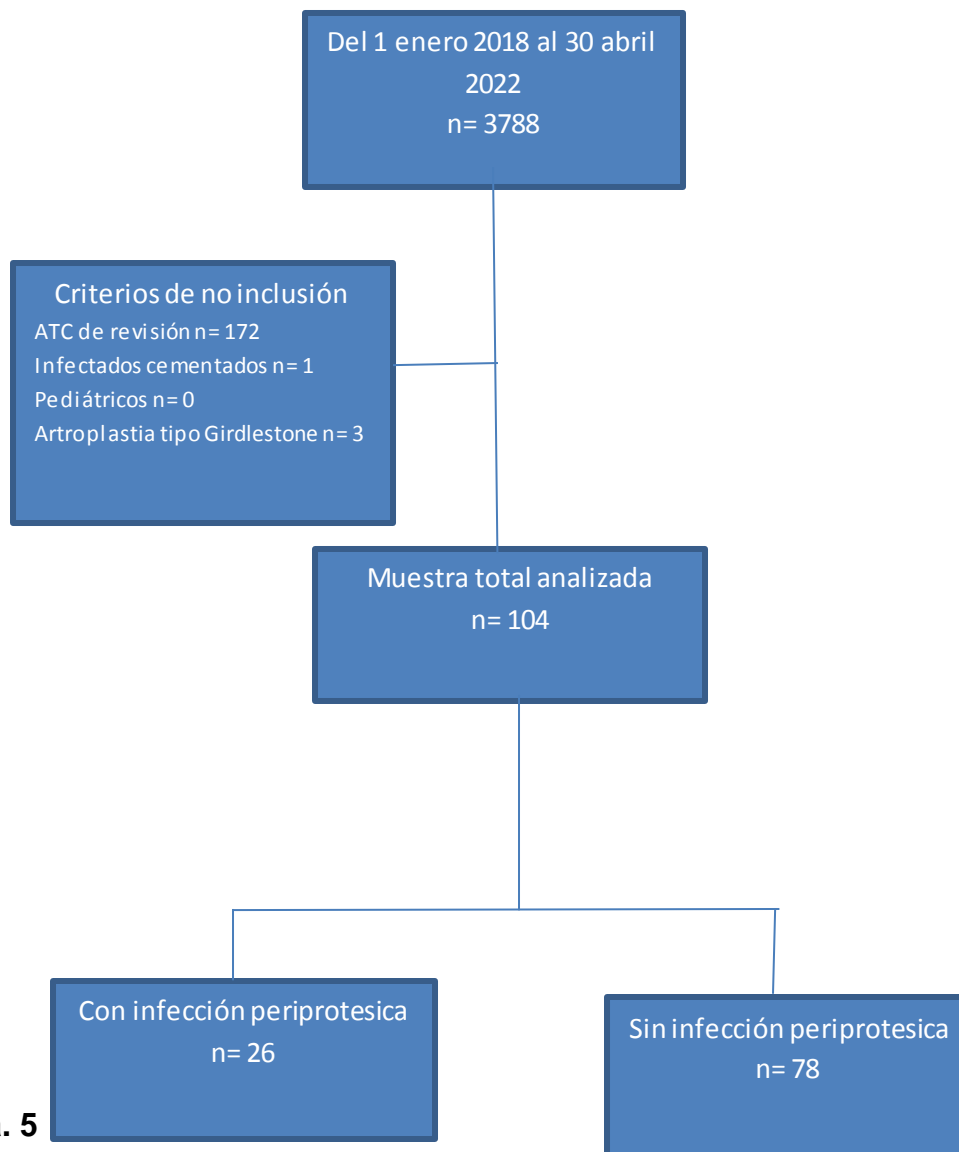 Del 1 enero 2018 al 30 abril
2022
n= 3788
Criterios de no inclusión
ATC de revisión n= 172
Infectados cementados n= 1
Pediátricos n= 0
Artroplastia tipo Girdlestone n= 3
Muestra total analizada
n= 104
Con infección periprotesica
n= 26
Sin infección periprotesica
n= 78
. 5